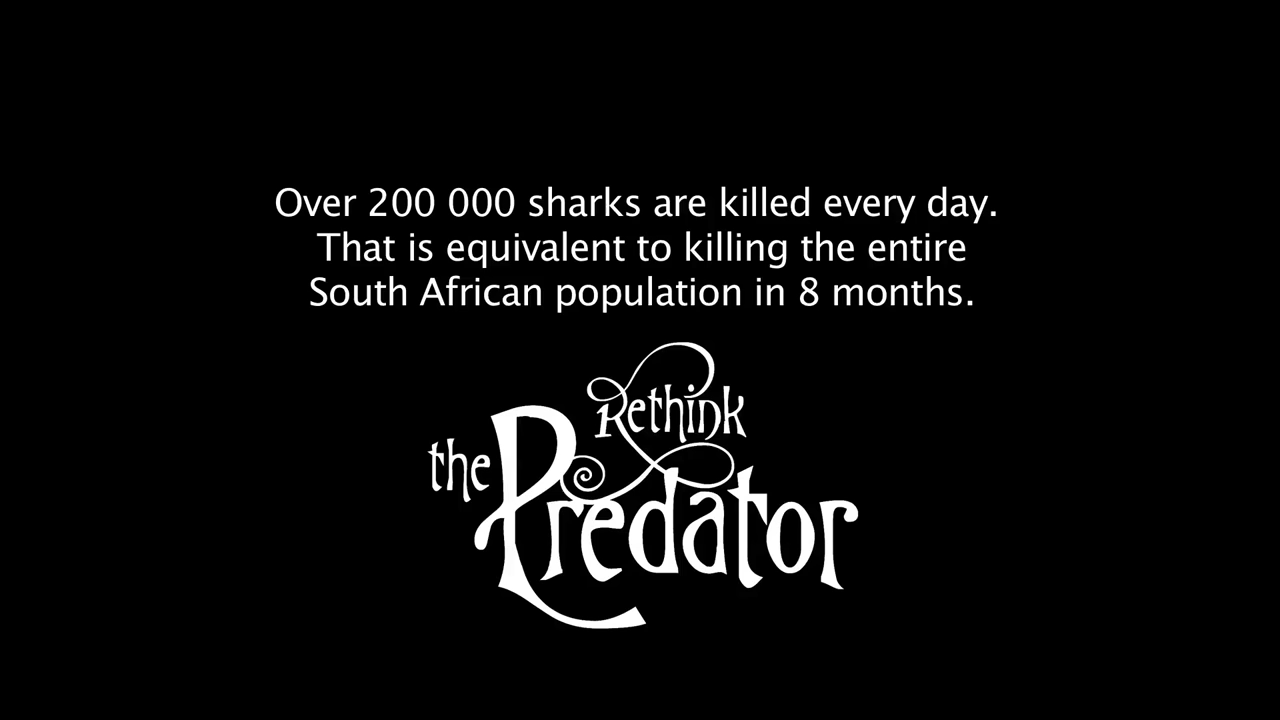 Over 200 000 sharks are killed every day.
That is equivalent to killing the entire
South African population in 8 months.
Rethink
the Predator